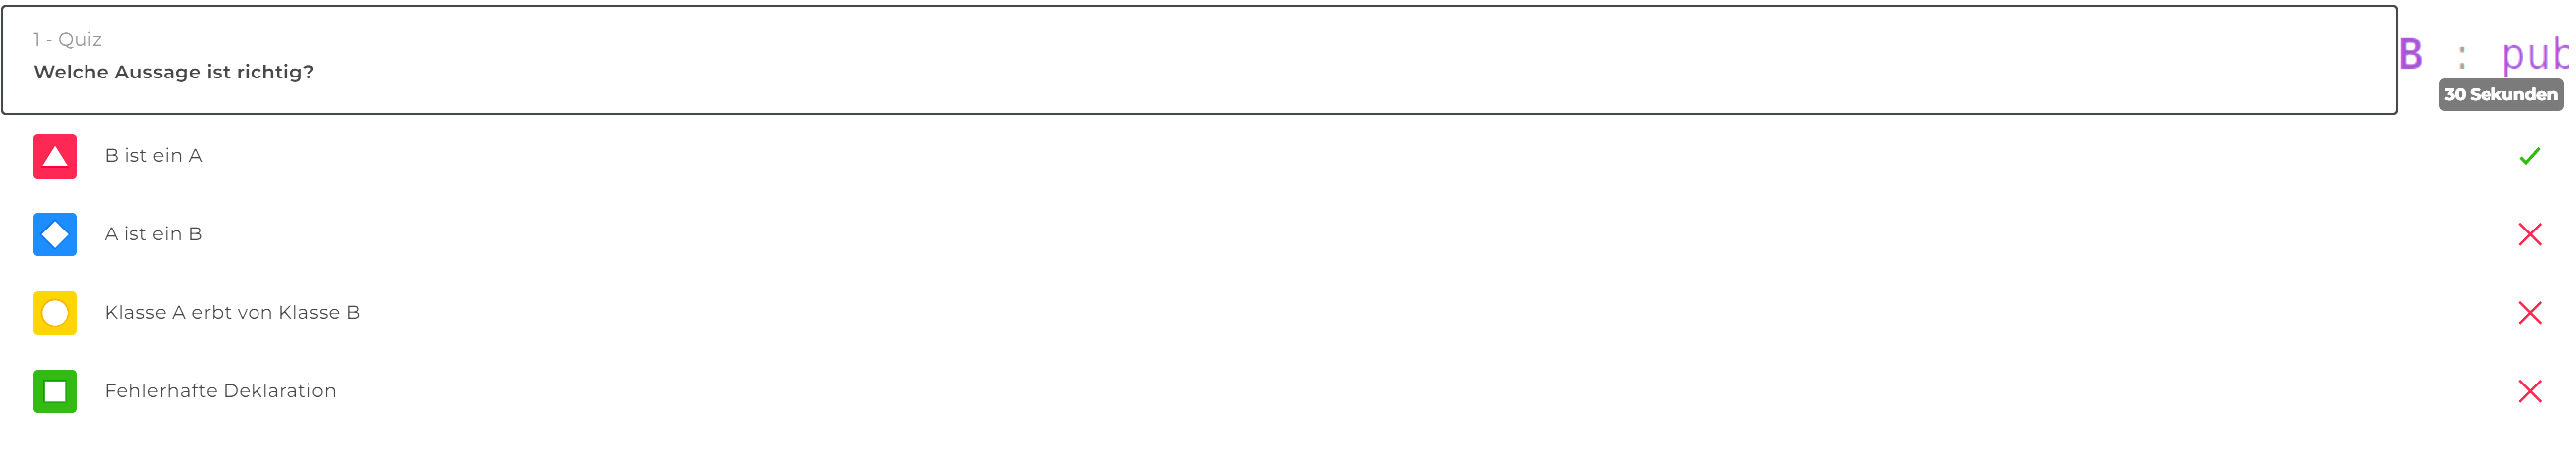 1 - Quiz
Welche Aussage ist richtig?
B : pub
30 Sekunden
B ist ein A
A ist ein B
Klasse A erbt von Klasse B
Fehlerhafte Deklaration